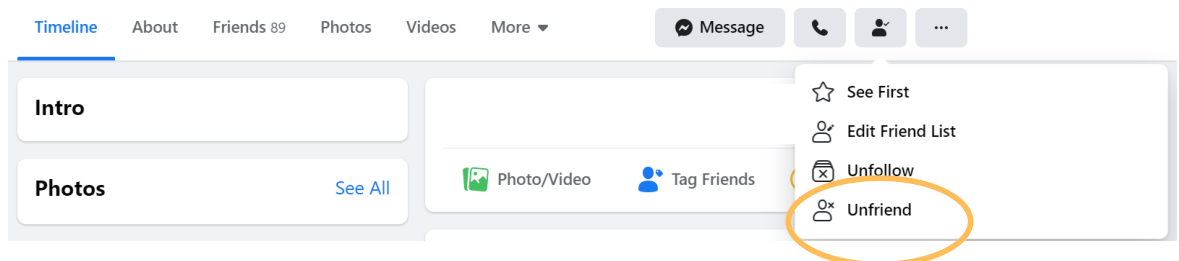 Timeline About Friends 89 Photos Videos More Message ...
Intro
Photos See All
Photo/Video Tag Friends
See First
Edit Friend List
Unfollow
Unfriend